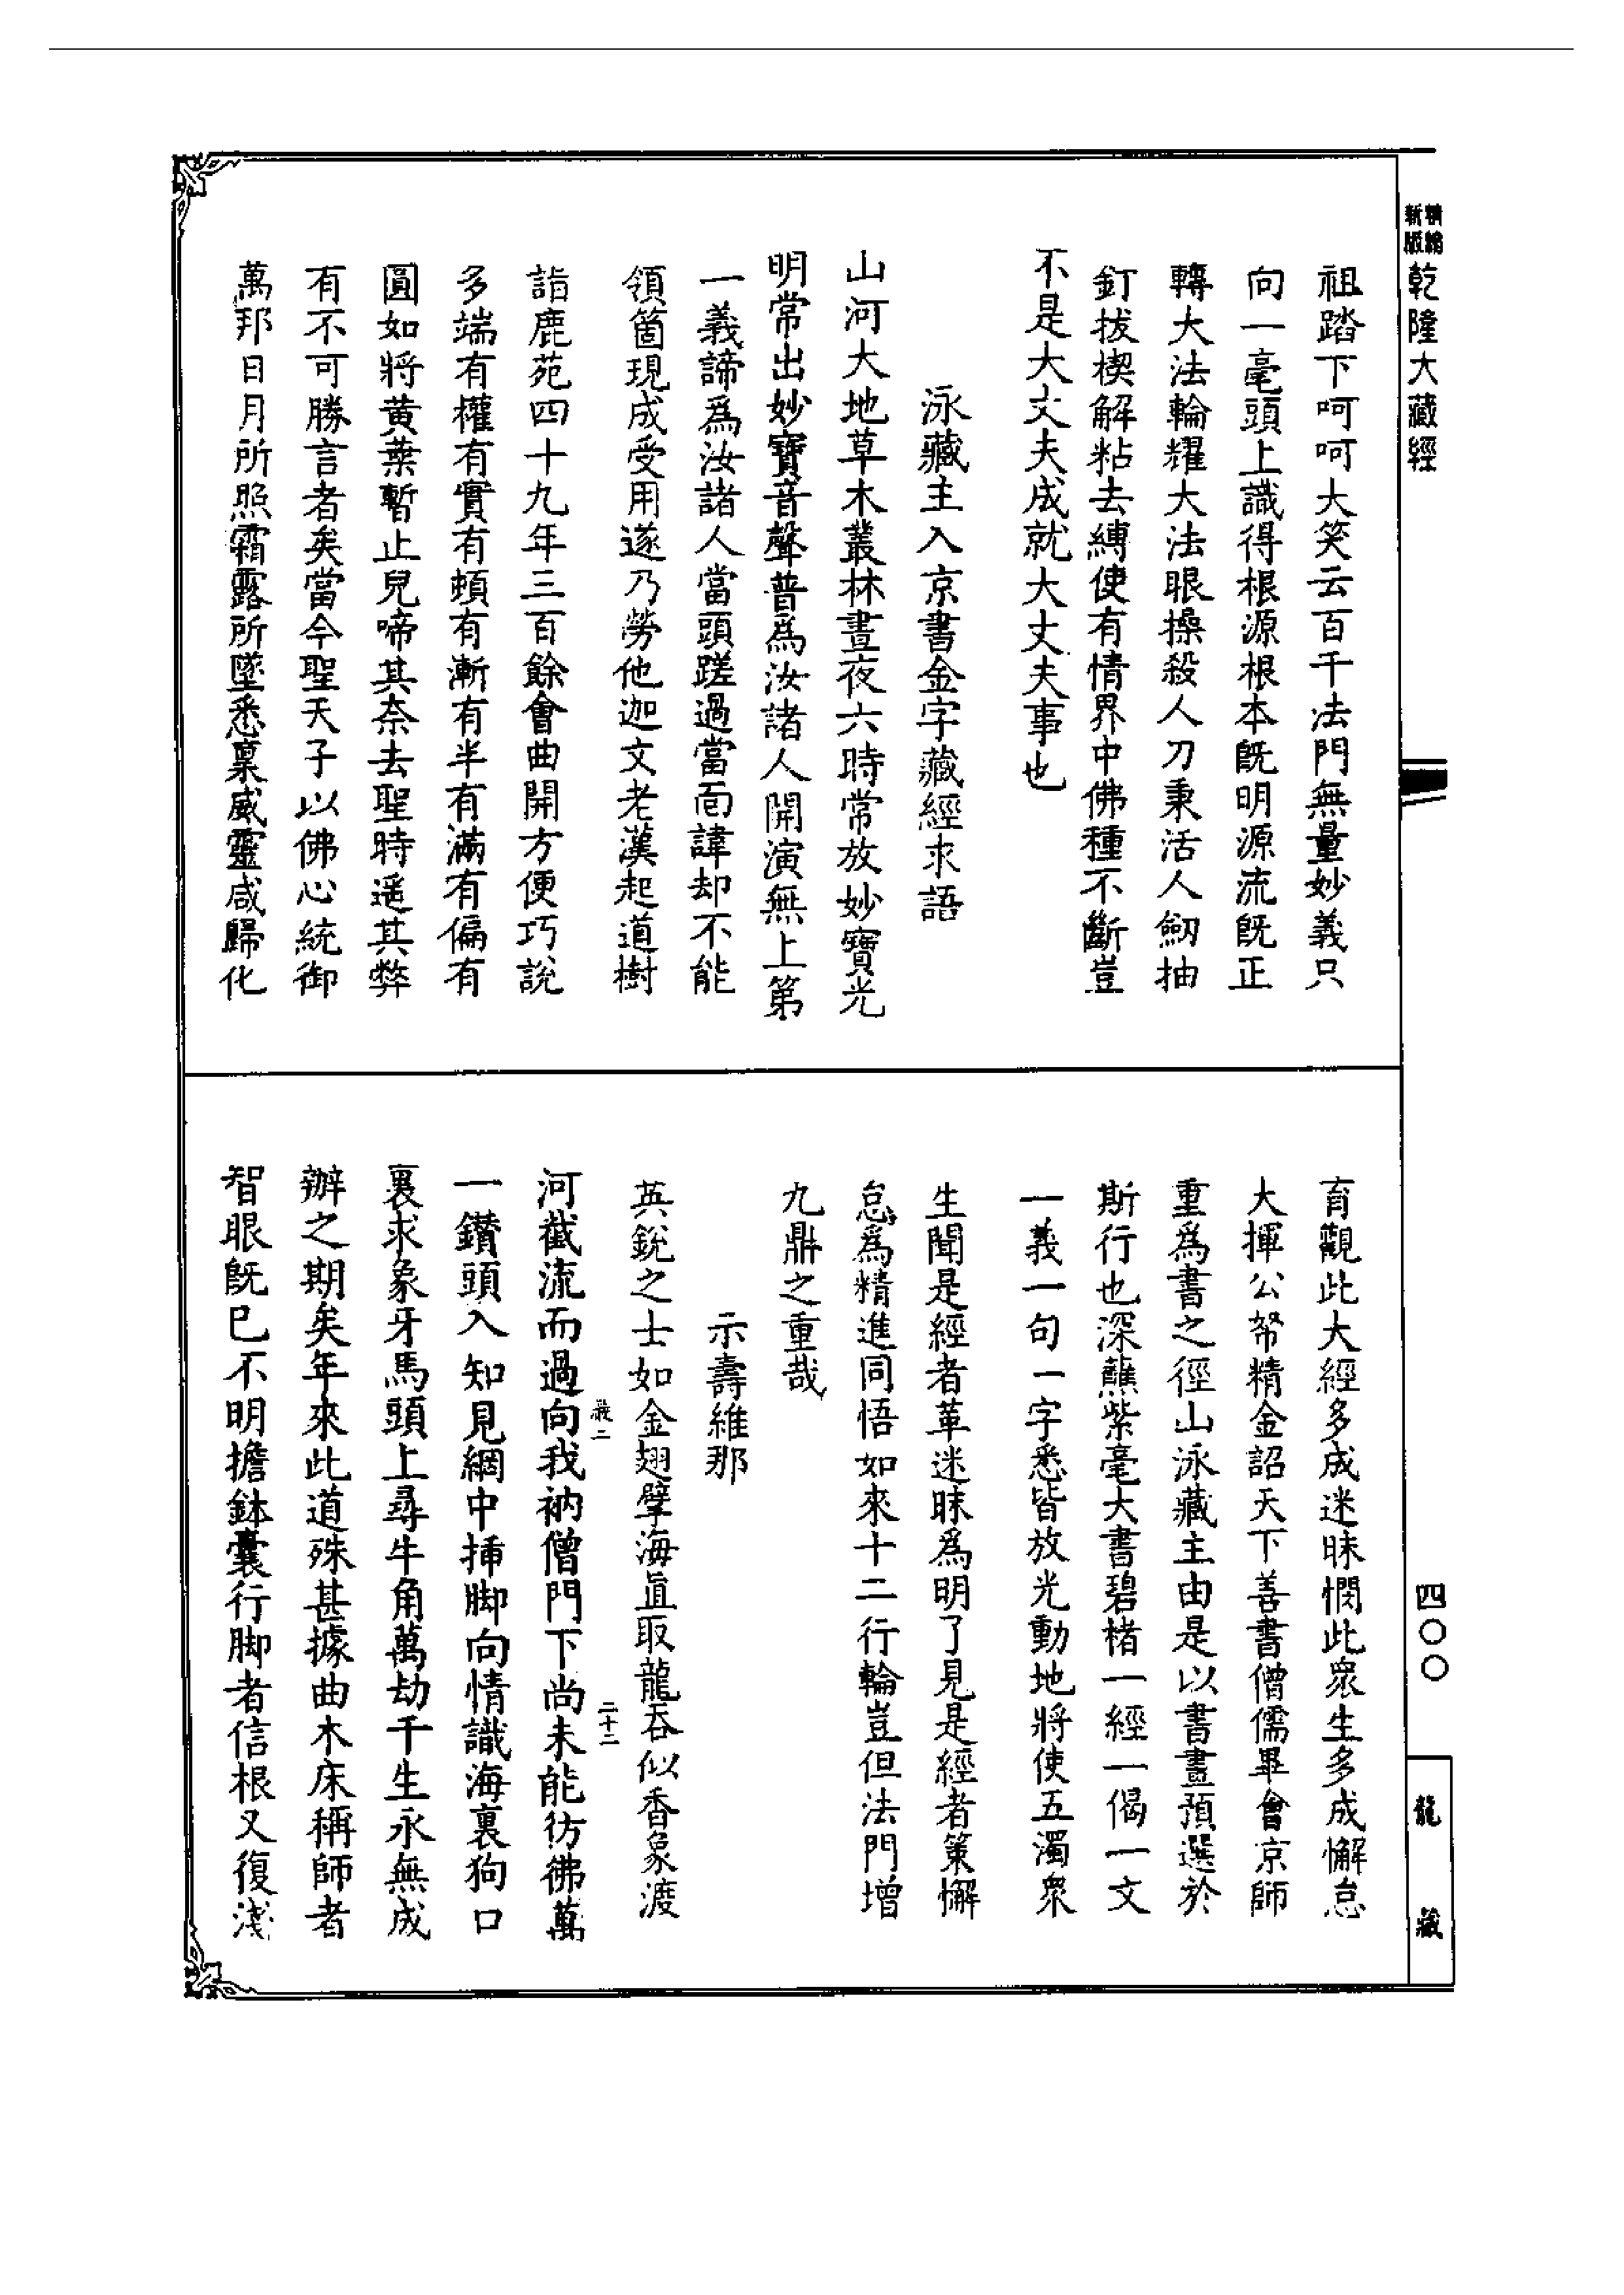 精縮新版
乾隆大藏經
祖踏下呵呵大笑云百千法門無量妙義只
向一毫頭上識得根源根本旣明源流旣正
轉大法輪耀大法眼操殺人刀秉活人劒抽
釘拔楔解粘去縛使有情界中佛種不斷豈
不是大丈夫成就大丈夫事也
泳藏主入京書金字藏經求語
山河大地草木叢林晝夜六時常放妙寶光
明常出妙寶音聲普爲汝諸人開演無上第
一義諦爲汝諸人當頭蹉過當面諱却不能
領箇現成受用遂乃勞他迦文老漢起道樹
詣鹿苑四十九年三百餘會曲開方便巧說
多端有權有實有頓有漸有半有滿有偏有
圓如將黄葉暫止兒啼其奈去聖時遥其弊
有不可勝言者矣當今聖天子以佛心統御
萬邦日月所照霜露所墜悉稟威靈咸歸化
育觀此大經多成迷昧憫此衆生多成懈怠
大揮公帑精金詔天下善書僧儒畢會京師
重爲書之徑山泳藏主由是以書畫預選於
斯行也深蘸紫毫大書碧楮一經一偈一文
一義一句一字悉皆放光動地將使五濁衆
生聞是經者革迷昧爲明了見是經者策懈
怠爲精進同悟如來十二行輪豈但法門增
九鼎之重哉
示壽維那
英銳之士如金翅擘海直取龍吞似香象渡
二 二十二
河截流而過向我衲僧門下尚未能彷彿萬
一鑽頭入知見網中揷脚向情識海裏狗口
裏求象牙馬頭上尋牛角萬劫千生永無成
辦之期矣年來此道殊甚據曲木床稱師者
智眼旣已不明擔鉢囊行脚者信根又復淺
四〇〇
龍藏